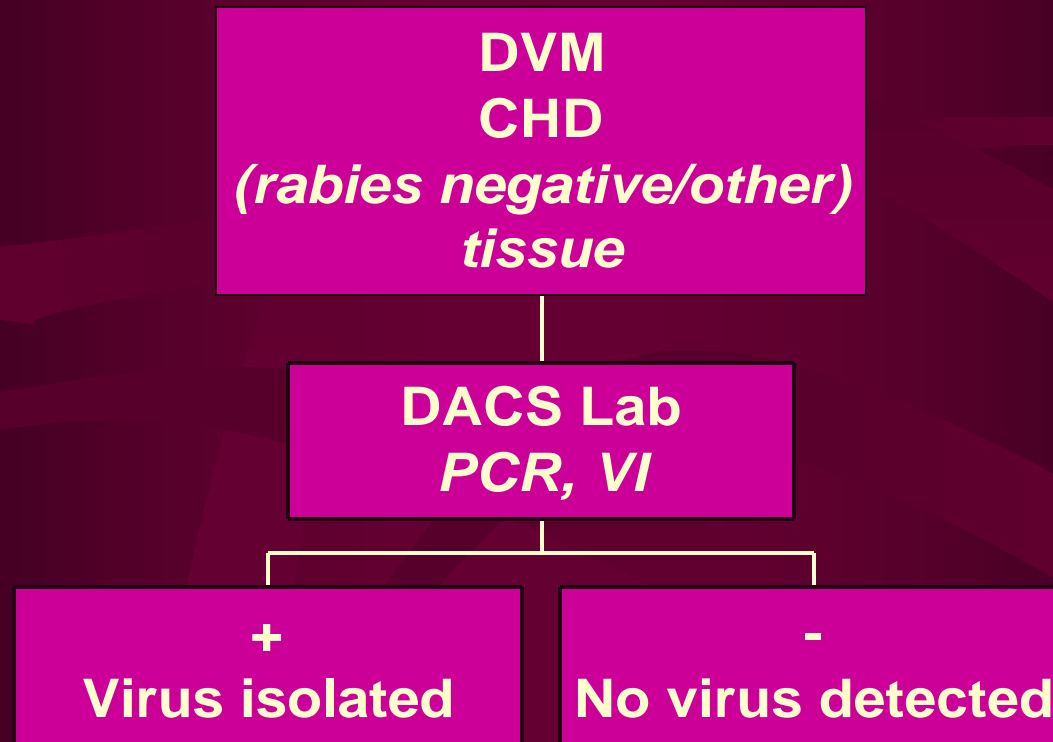 DVM
CHD
(rabies negative/other)
tissue
DACS Lab
PCR, VI
+
Virus isolated
-
No virus detected